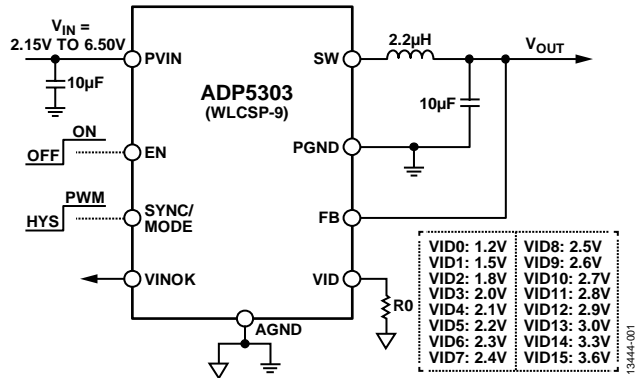 VIN =
2.15V TO 6.50V
PVIN
10µF
ON
OFF
EN
PWM
HYS
SYNC/
MODE
VINOK
ADP5303
(WLCSP-9)
AGND
SW
2.2µH
VOUT
10µF
PGND
FB
VID
R0
VID0: 1.2V
VID1: 1.5V
VID2: 1.8V
VID3: 2.0V
VID4: 2.1V
VID5: 2.2V
VID6: 2.3V
VID7: 2.4V
VID8: 2.5V
VID9: 2.6V
VID10: 2.7V
VID11: 2.8V
VID12: 2.9V
VID13: 3.0V
VID14: 3.3V
VID15: 3.6V
13444-001